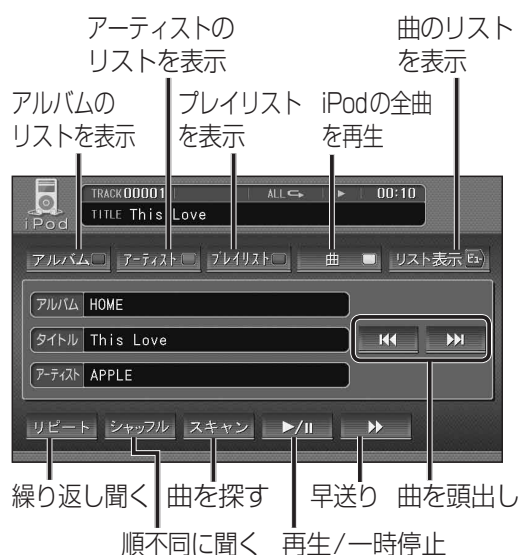 アーティストの
リストを表示
曲のリスト
を表示
アルバムの
リストを表示
プレイリスト
を表示
iPodの全曲
を再生
iPod
TRACK 00001 ALL 00:10
TITLE This Love
アルバム アーティスト プレイリスト 曲 リスト表示
アルバム HOME
タイトル This Love
アーティスト APPLE
リピート シャッフル スキャン ►/II ►►
繰り返し聞く 曲を探す 早送り 曲を頭出し
順不同に聞く 再生/一時停止